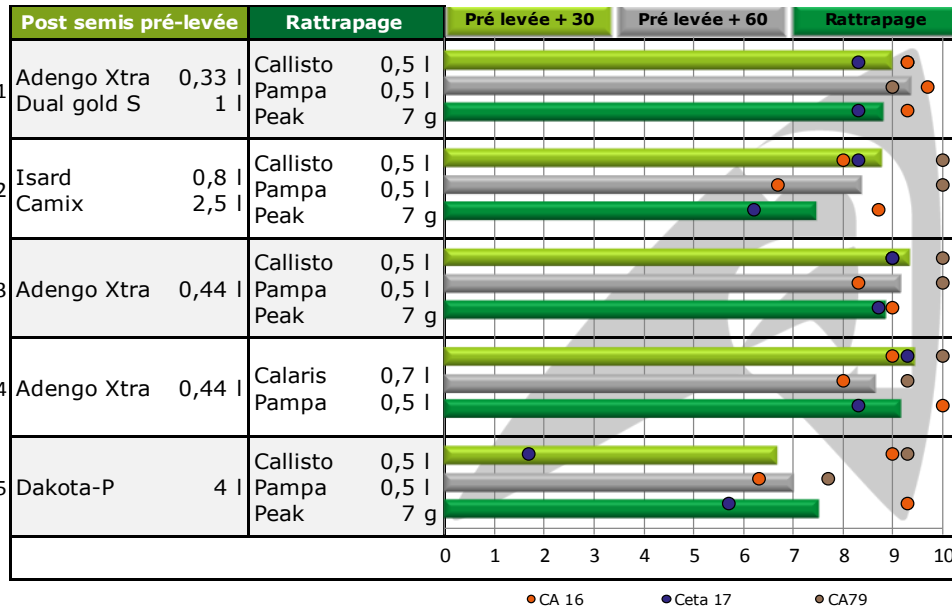 Post semis pré-levée Rattrapage Pré levée + 30 Pré levée + 60 Rattrapage
1 Adengo Xtra 0,33 l
Dual gold S 1 l
Callisto 0,5 l
Pampa 0,5 l
Peak 7 g
2 Isard 0,8 l
Camix 2,5 l
Callisto 0,5 l
Pampa 0,5 l
Peak 7 g
3 Adengo Xtra 0,44 l
Callisto 0,5 l
Pampa 0,5 l
Peak 7 g
4 Adengo Xtra 0,44 l
Calaris 0,7 l
Pampa 0,5 l
5 Dakota-P 4 l
Callisto 0,5 l
Pampa 0,5 l
Peak 7 g
0 1 2 3 4 5 6 7 8 9 10
CA 16 Ceta 17 CA79